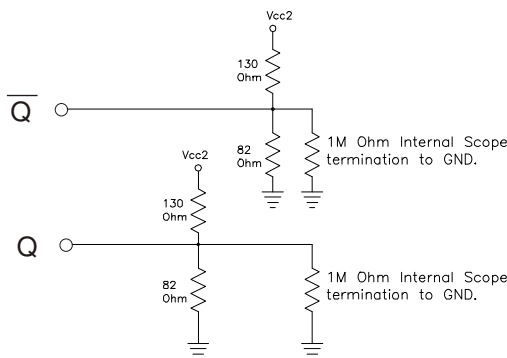 Vcc2
130
Ohm
Q
82
Ohm
1M Ohm Internal Scope
termination to GND.
Vcc2
130
Ohm
Q
82
Ohm
1M Ohm Internal Scope
termination to GND.